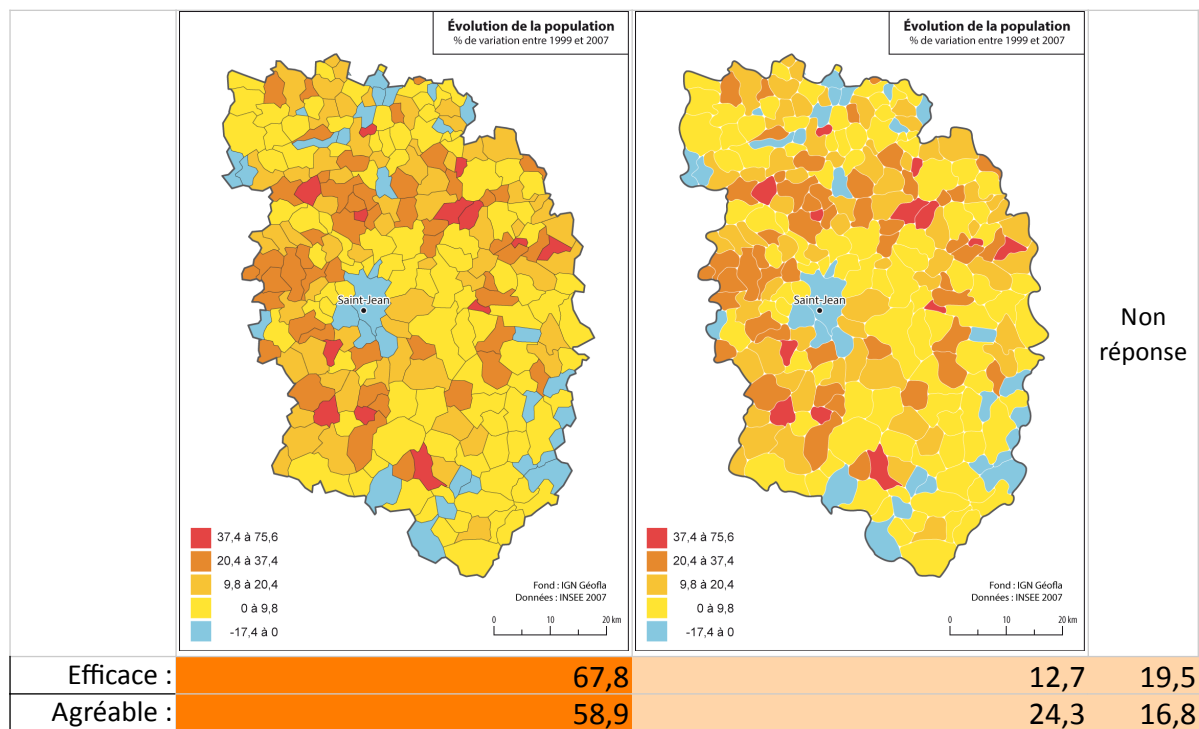 Évolution de la population
% de variation entre 1999 et 2007
Saint-Jean
37,4 à 75,6
20,4 à 37,4
9,8 à 20,4
0 à 9,8
-17,4 à 0
Fond : IGN Géofla
Données : INSEE 2007
0 10 20 km
Évolution de la population
% de variation entre 1999 et 2007
Saint-Jean
37,4 à 75,6
20,4 à 37,4
9,8 à 20,4
0 à 9,8
-17,4 à 0
Fond : IGN Géofla
Données : INSEE 2007
0 10 20 km
Non
réponse
Efficace : 67,8 12,7 19,5
Agréable : 58,9 24,3 16,8